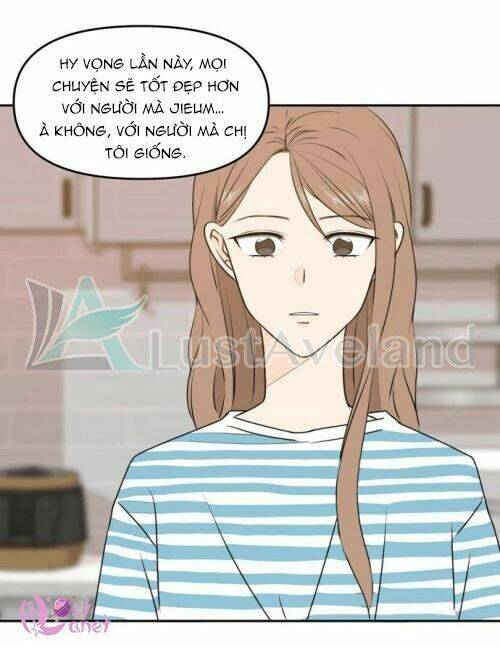 HY VỌNG LẦN NÀY, MỌI
CHUYỆN SẼ TỐT ĐẸP HƠN
VỚI NGƯỜI MÀ JIEUM...
À KHÔNG, VỚI NGƯỜI MÀ CHỊ
TÔI GIỐNG.
LustAveland